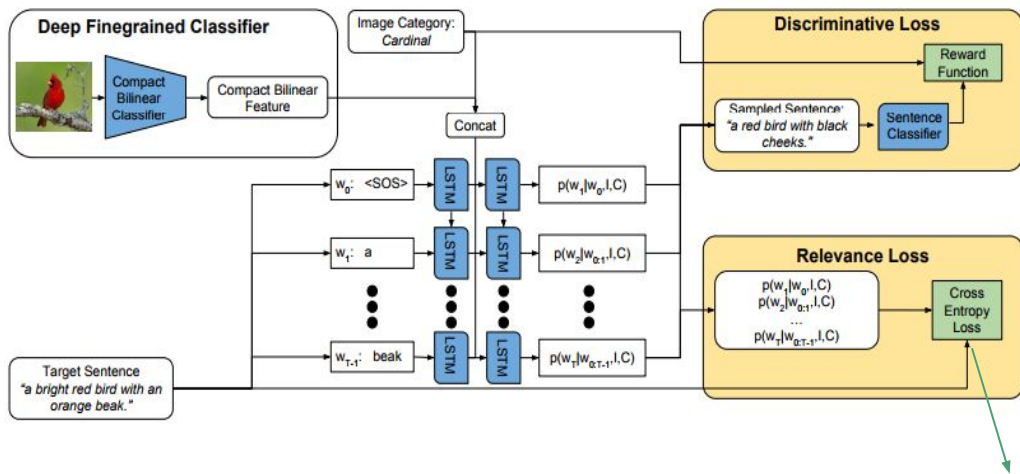 Deep Finegrained Classifier
Compact
Bilinear
Classifier
Compact Bilinear
Feature
Image Category:
Cardinal
Concat
Discriminative Loss
Reward
Function
Sampled Sentence:
"a red bird with black
cheeks."
Sentence
Classifier
w₀: <SOS>
LSTM
LSTM
p(w₁|w₀,I,C)
w₁: a
LSTM
LSTM
p(w₂|w₀:₁,I,C)
w_T-1: beak
LSTM
LSTM
p(w_T|w₀:T-1,I,C)
Relevance Loss
p(w₁|w₀,I,C)
p(w₂|w₀:₁,I,C)
...
p(w_T|w₀:T-1,I,C)
Cross
Entropy
Loss
Target Sentence
"a bright red bird with an
orange beak."